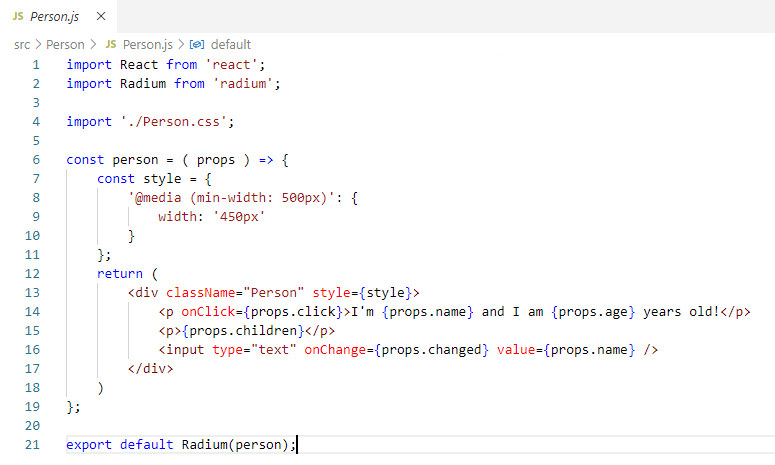 JS Person.js ×
src > Person > JS Person.js > default
1 import React from 'react';
2 import Radium from 'radium';
3
4 import './Person.css';
5
6 const person = ( props ) => {
7     const style = {
8         '@media (min-width: 500px)': {
9             width: '450px'
10         }
11     };
12     return (
13         <div className="Person" style={style}>
14             <p onClick={props.click}>I'm {props.name} and I am {props.age} years old!</p>
15             <p>{props.children}</p>
16             <input type="text" onChange={props.changed} value={props.name} />
17         </div>
18     )
19 };
20
21 export default Radium(person);